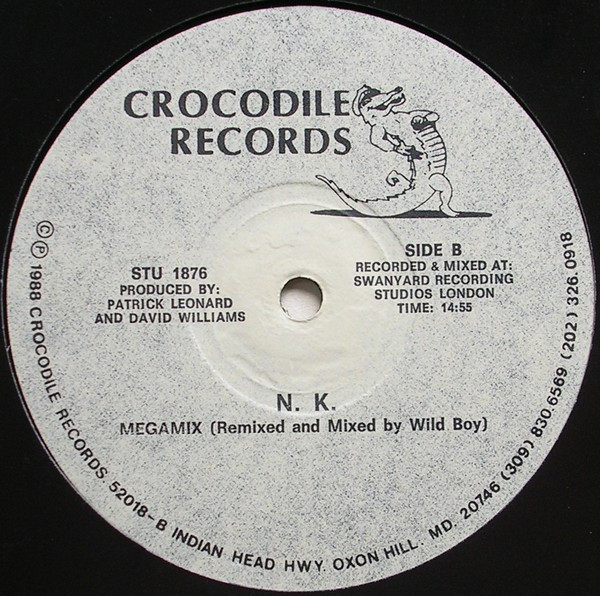 CROCODILE
RECORDS
STU 1876
PRODUCED BY:
PATRICK LEONARD
AND DAVID WILLIAMS
SIDE B
RECORDED & MIXED AT:
SWANYARD RECORDING
STUDIOS LONDON
TIME: 14:55
N. K.
MEGAMIX (Remixed and Mixed by Wild Boy)
© ℗ 1988 CROCODILE RECORDS. 52018-B INDIAN HEAD HWY. OXON HILL. MD. 20746 (309) 830.6569 (202) 326.0918